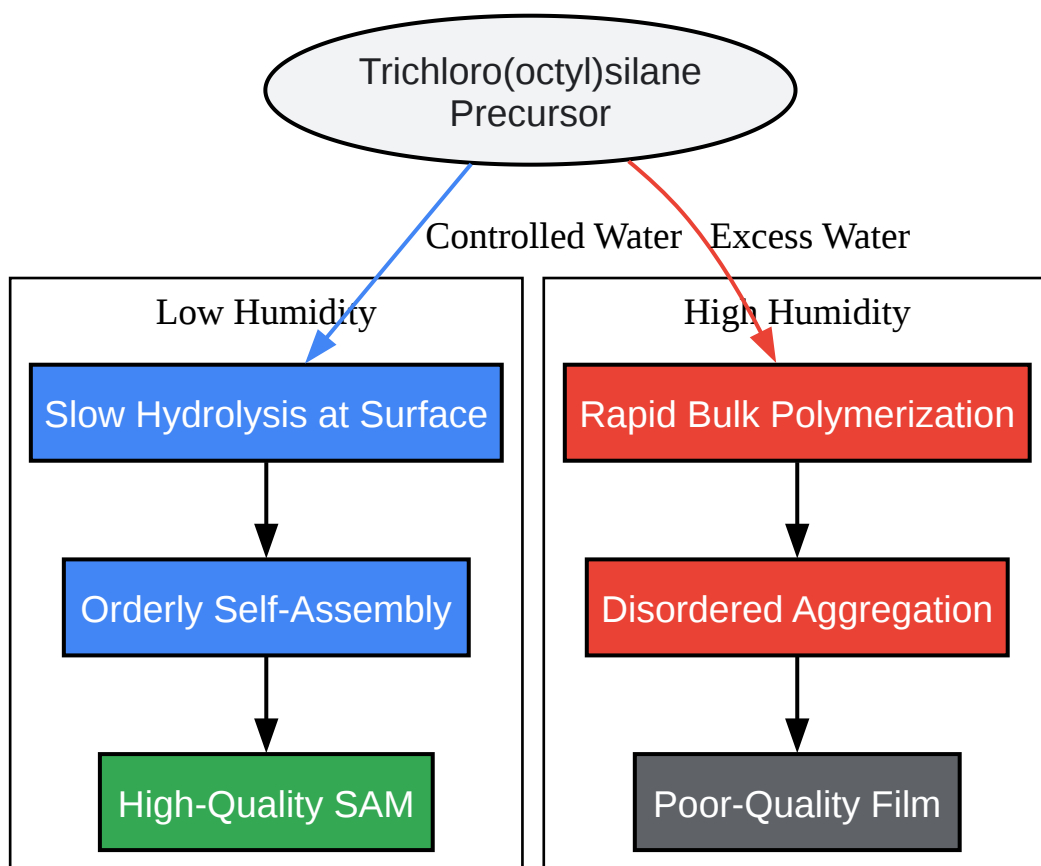 Trichloro(octyl)silane
Precursor
Controlled Water
Excess Water
Low Humidity
High Humidity
Slow Hydrolysis at Surface
Rapid Bulk Polymerization
Orderly Self-Assembly
Disordered Aggregation
High-Quality SAM
Poor-Quality Film